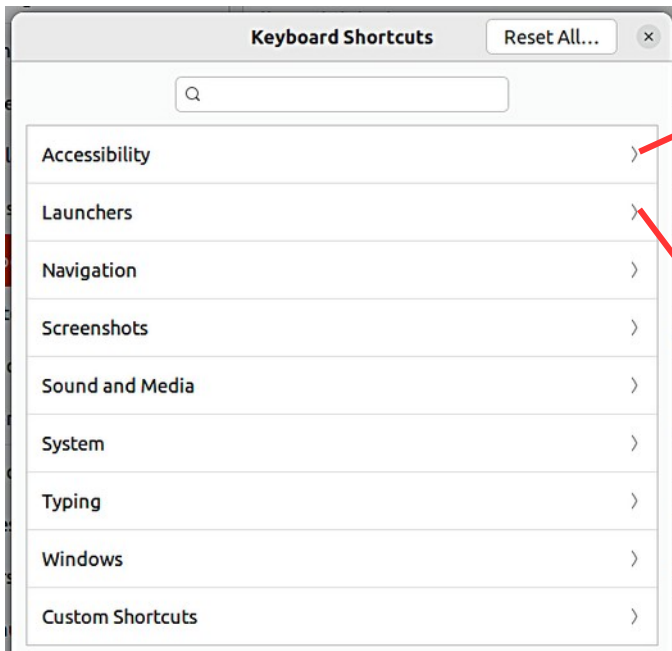 Keyboard Shortcuts
Reset All...
Accessibility
Launchers
Navigation
Screenshots
Sound and Media
System
Typing
Windows
Custom Shortcuts